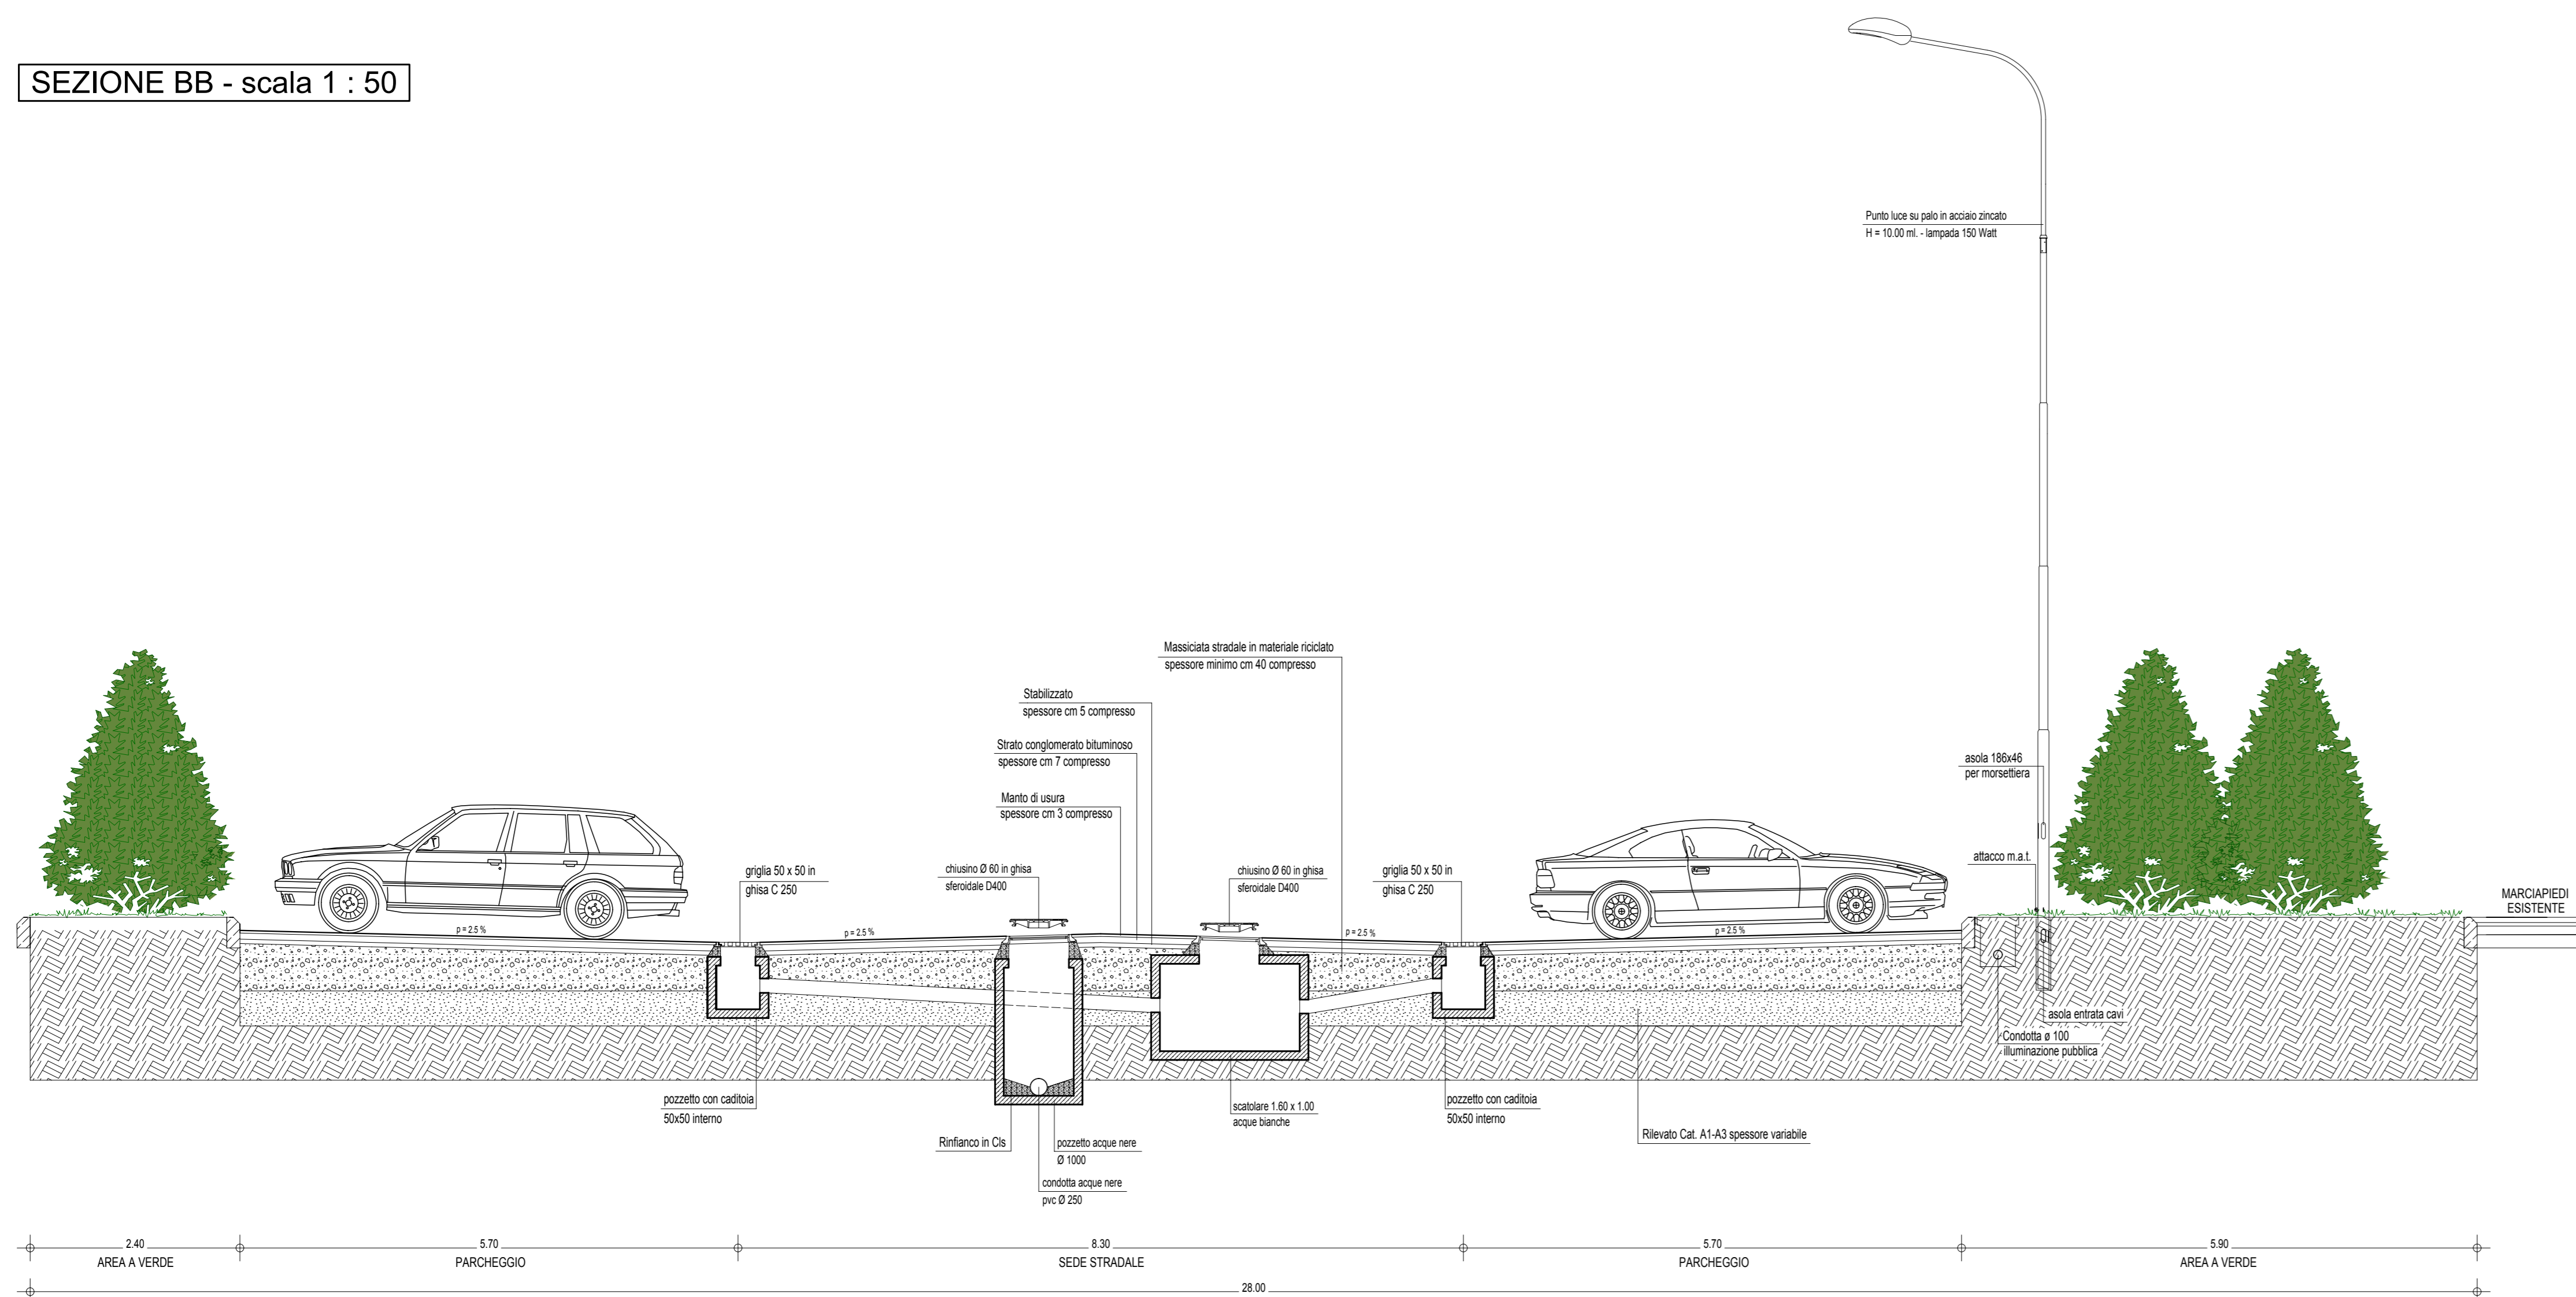 SEZIONE BB - scala 1 : 50
Punto luce su palo in acciaio zincato
H = 10.00 ml. - lampada 150 Watt
Massiciata stradale in materiale riciclato
spessore minimo cm 40 compresso
Stabilizzato
spessore cm 5 compresso
Strato conglomerato bituminoso
spessore cm 7 compresso
Manto di usura
spessore cm 3 compresso
asola 186x46
per morsettiera
attacco m.a.t.
griglia 50 x 50 in
ghisa C 250
chiusino Ø 60 in ghisa
sferoidale D400
chiusino Ø 60 in ghisa
sferoidale D400
griglia 50 x 50 in
ghisa C 250
MARCIAPIEDI
ESISTENTE
p = 2.5 %
p = 2.5 %
p = 2.5 %
p = 2.5 %
asola entrata cavi
Condotta ø 100
illuminazione pubblica
pozzetto con caditoia
50x50 interno
Rinfianco in Cls
pozzetto acque nere
Ø 1000
condotta acque nere
pvc Ø 250
scatolare 1.60 x 1.00
acque bianche
pozzetto con caditoia
50x50 interno
Rilevato Cat. A1-A3 spessore variabile
2.40
AREA A VERDE
5.70
PARCHEGGIO
8.30
SEDE STRADALE
5.70
PARCHEGGIO
5.90
AREA A VERDE
28.00